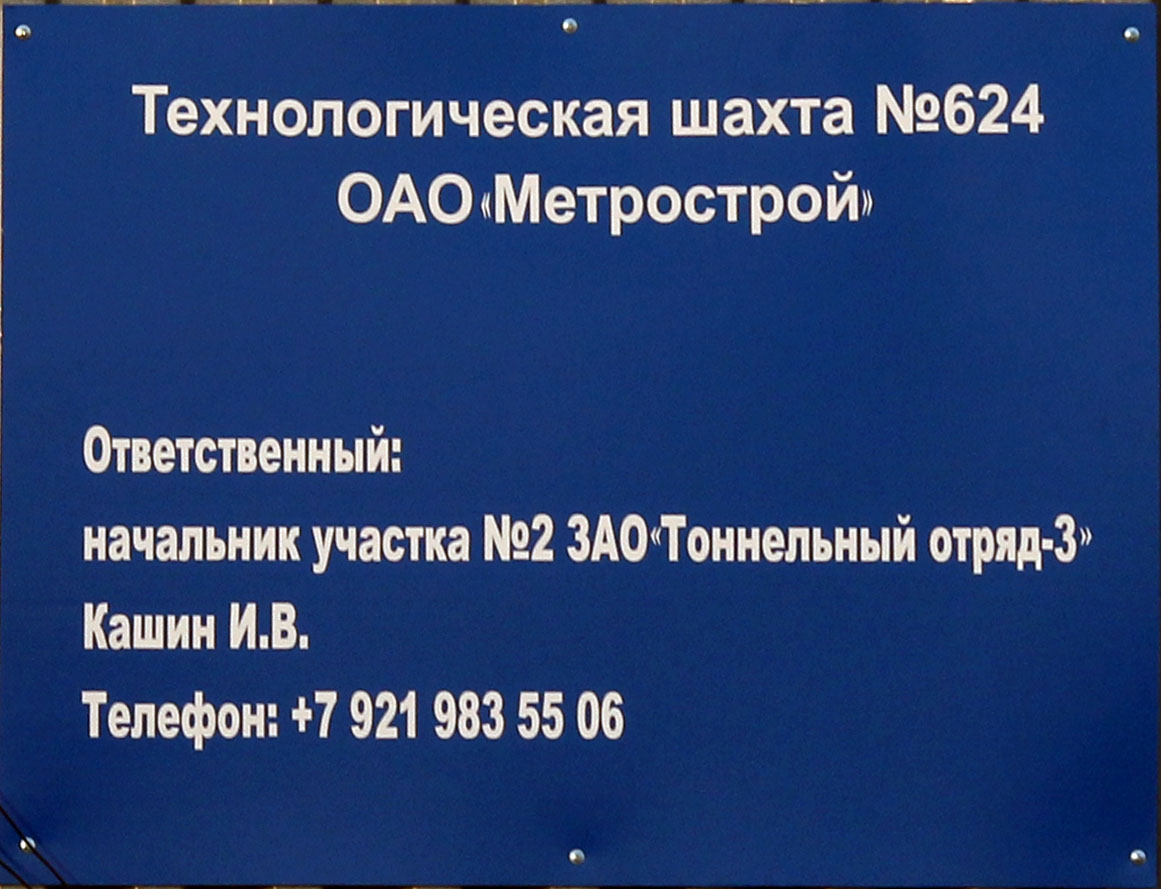 Технологическая шахта №624
ОАО «Метрострой»
Ответственный:
начальник участка №2 ЗАО «Тоннельный отряд-3»
Кашин И.В.
Телефон: +7 921 983 55 06